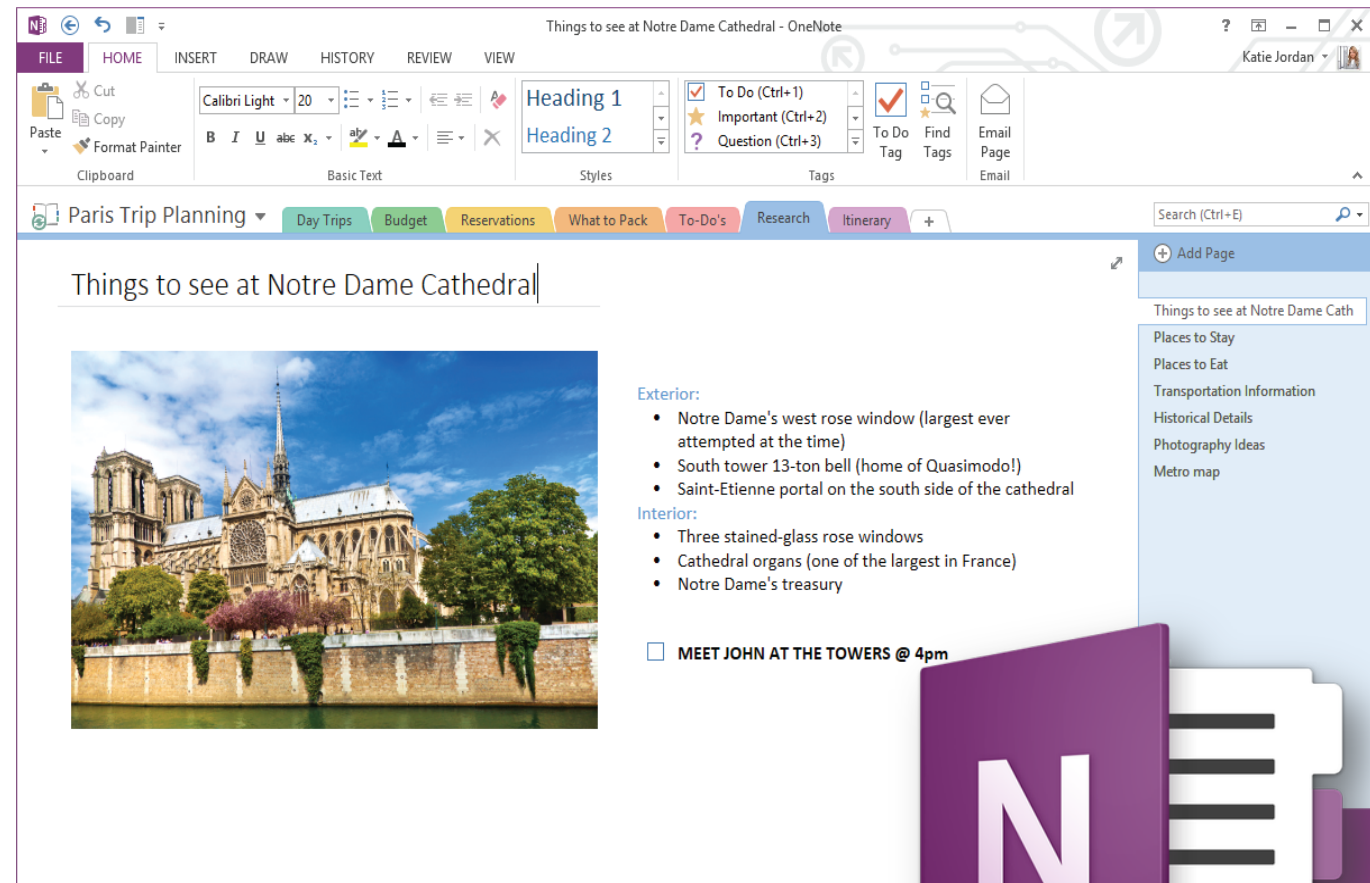 Things to see at Notre Dame Cathedral - OneNote
?
FILE HOME INSERT DRAW HISTORY REVIEW VIEW
Katie Jordan
Paste
Cut
Copy
Format Painter
Clipboard
Calibri Light 20
B I U abc X₂ aby A
Basic Text
Heading 1
Heading 2
Styles
To Do (Ctrl+1)
Important (Ctrl+2)
? Question (Ctrl+3)
Tags
To Do
Tag
Find
Tags
Email
Page
Email
Paris Trip Planning
Day Trips Budget Reservations What to Pack To-Do's Research Itinerary +
Search (Ctrl+E)
Things to see at Notre Dame Cathedral
Exterior:
• Notre Dame's west rose window (largest ever
attempted at the time)
• South tower 13-ton bell (home of Quasimodo!)
• Saint-Etienne portal on the south side of the cathedral
Interior:
• Three stained-glass rose windows
• Cathedral organs (one of the largest in France)
• Notre Dame's treasury
MEET JOHN AT THE TOWERS @ 4pm
Add Page
Things to see at Notre Dame Cath
Places to Stay
Places to Eat
Transportation Information
Historical Details
Photography Ideas
Metro map
N